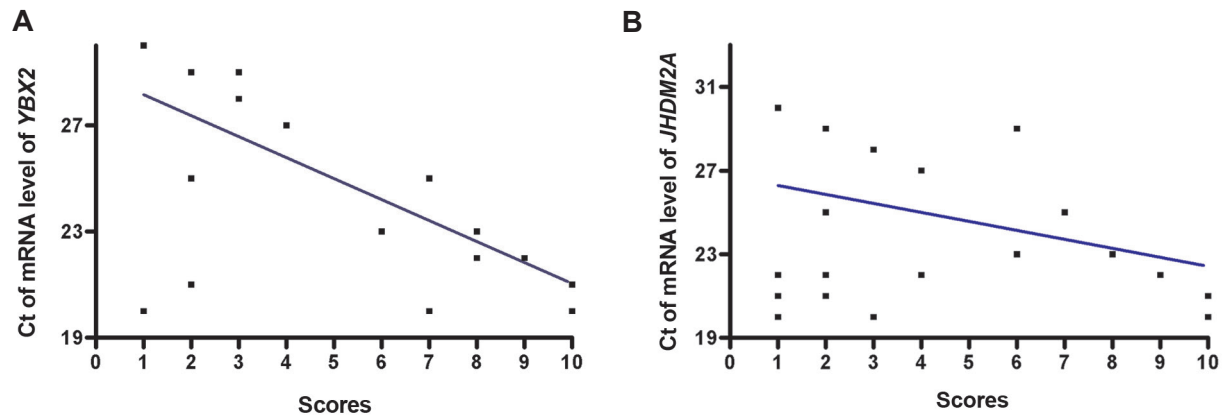 A
Ct of mRNA level of YBX2
27
23
19
0 1 2 3 4 5 6 7 8 9 10
Scores
B
Ct of mRNA level of JHDM2A
31
27
23
19
0 1 2 3 4 5 6 7 8 9 10
Scores